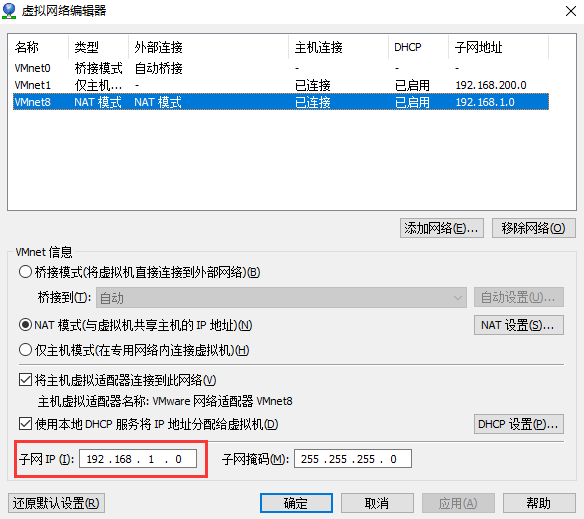 虚拟网络编辑器
名称 类型 外部连接 主机连接 DHCP 子网地址
VMnet0 桥接模式 自动桥接 - - -
VMnet1 仅主机... - 已连接 已启用 192.168.200.0
VMnet8 NAT 模式 NAT 模式 已连接 已启用 192.168.1.0
添加网络(E)... 移除网络(O)
VMnet 信息
桥接模式(将虚拟机直接连接到外部网络)(B)
桥接到(T): 自动 自动设置(U)...
NAT 模式(与虚拟机共享主机的 IP 地址)(N) NAT 设置(S)...
仅主机模式(在专用网络内连接虚拟机)(H)
将主机虚拟适配器连接到此网络(V)
主机虚拟适配器名称: VMware 网络适配器 VMnet8
使用本地 DHCP 服务将 IP 地址分配给虚拟机(D) DHCP 设置(P)...
子网 IP (I): 192 . 168 . 1 . 0 子网掩码(M): 255 . 255 . 255 . 0
还原默认设置(R) 确定 取消 应用(A) 帮助